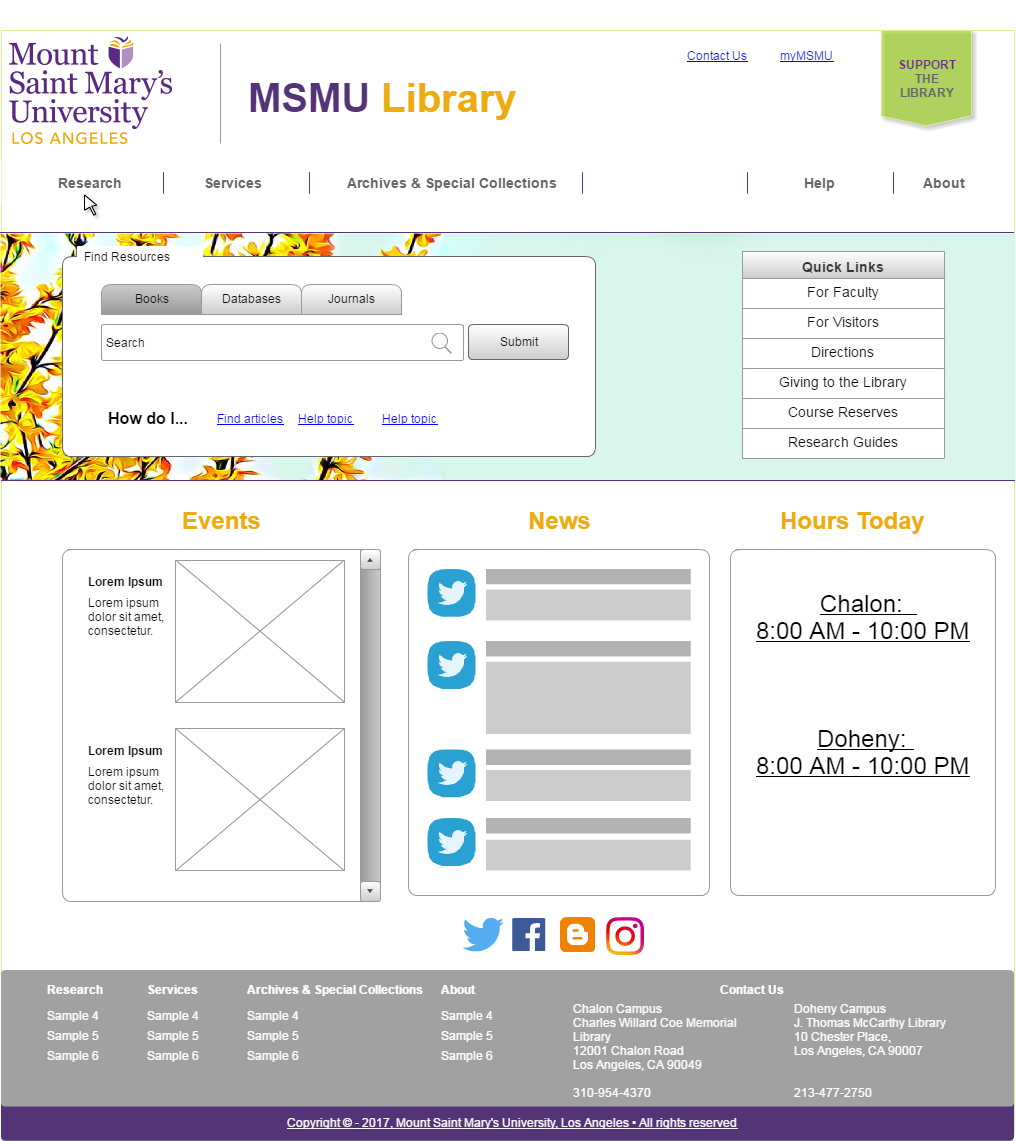 Mount
Saint Mary's
University
LOS ANGELES
MSMU Library
Contact Us
myMSMU
SUPPORT
THE
LIBRARY
Research
Services
Archives & Special Collections
Help
About
Find Resources
Books
Databases
Journals
Search
Submit
How do I...
Find articles
Help topic
Help topic
Quick Links
For Faculty
For Visitors
Directions
Giving to the Library
Course Reserves
Research Guides
Events
Lorem Ipsum
Lorem ipsum
dolor sit amet,
consectetur.
Lorem Ipsum
Lorem ipsum
dolor sit amet,
consectetur.
News
Hours Today
Chalon:
8:00 AM - 10:00 PM
Doheny:
8:00 AM - 10:00 PM
Research
Sample 4
Sample 5
Sample 6
Services
Sample 4
Sample 5
Sample 6
Archives & Special Collections
Sample 4
Sample 5
Sample 6
About
Sample 4
Sample 5
Sample 6
Contact Us
Chalon Campus
Charles Willard Coe Memorial
Library
12001 Chalon Road
Los Angeles, CA 90049
310-954-4370
Doheny Campus
J. Thomas McCarthy Library
10 Chester Place,
Los Angeles, CA 90007
213-477-2750
Copyright © - 2017, Mount Saint Mary's University, Los Angeles • All rights reserved